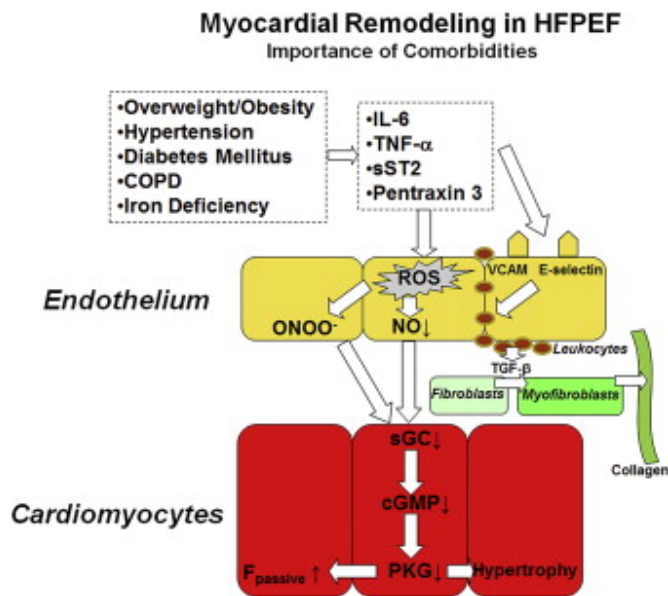 Myocardial Remodeling in HFPEF
Importance of Comorbidities
•Overweight/Obesity
•Hypertension
•Diabetes Mellitus
•COPD
•Iron Deficiency
•IL-6
•TNF-α
•sST2
•Pentraxin 3
Endothelium
ROS
VCAM
E-selectin
ONOO⁻
NO↓
Leukocytes
TGF-β
Fibroblasts
Myofibroblasts
Collagen
Cardiomyocytes
sGC↓
cGMP↓
Fpassive ↑
PKG↓
Hypertrophy